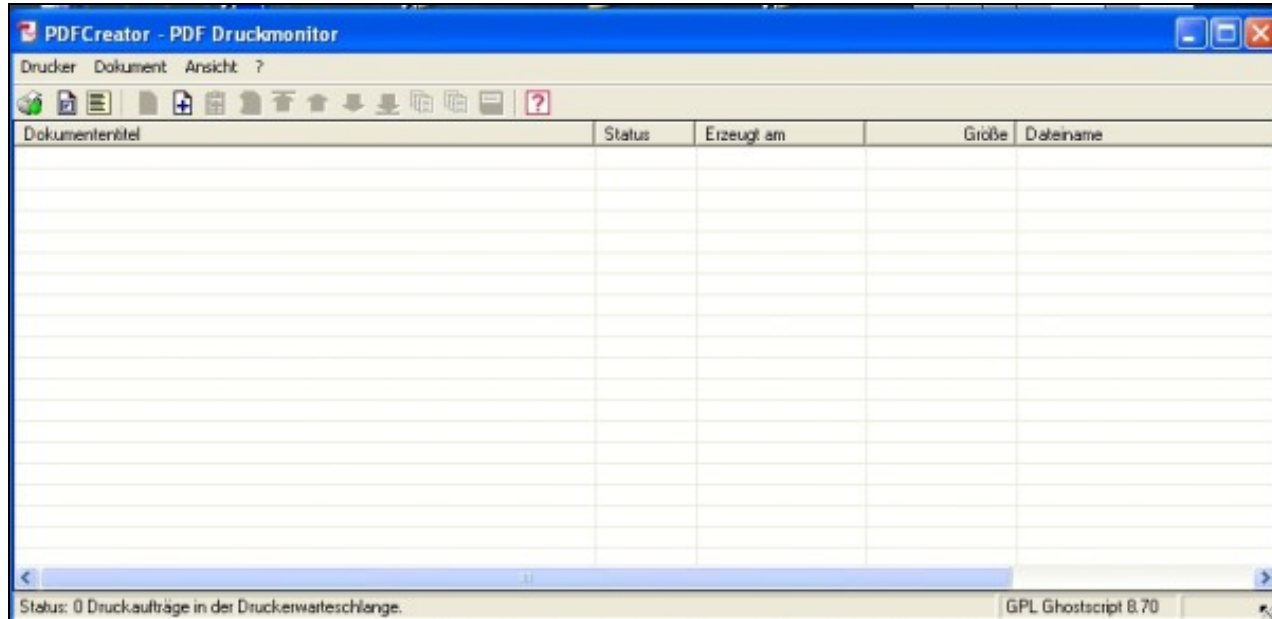 PDFCreator - PDF Druckmonitor
Drucker Dokument Ansicht ?
Dokumententitel Status Erzeugt am Größe Dateiname
Status: 0 Druckaufträge in der Druckerwarteschlange. GPL Ghostscript 8.70